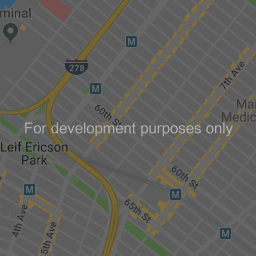 minal
M
278
M
7th Ave
60th St
Mai
Medic
For development purposes only
Leif Ericson
Park
60th St
M
M
65th St
4th Ave
5th Ave
M